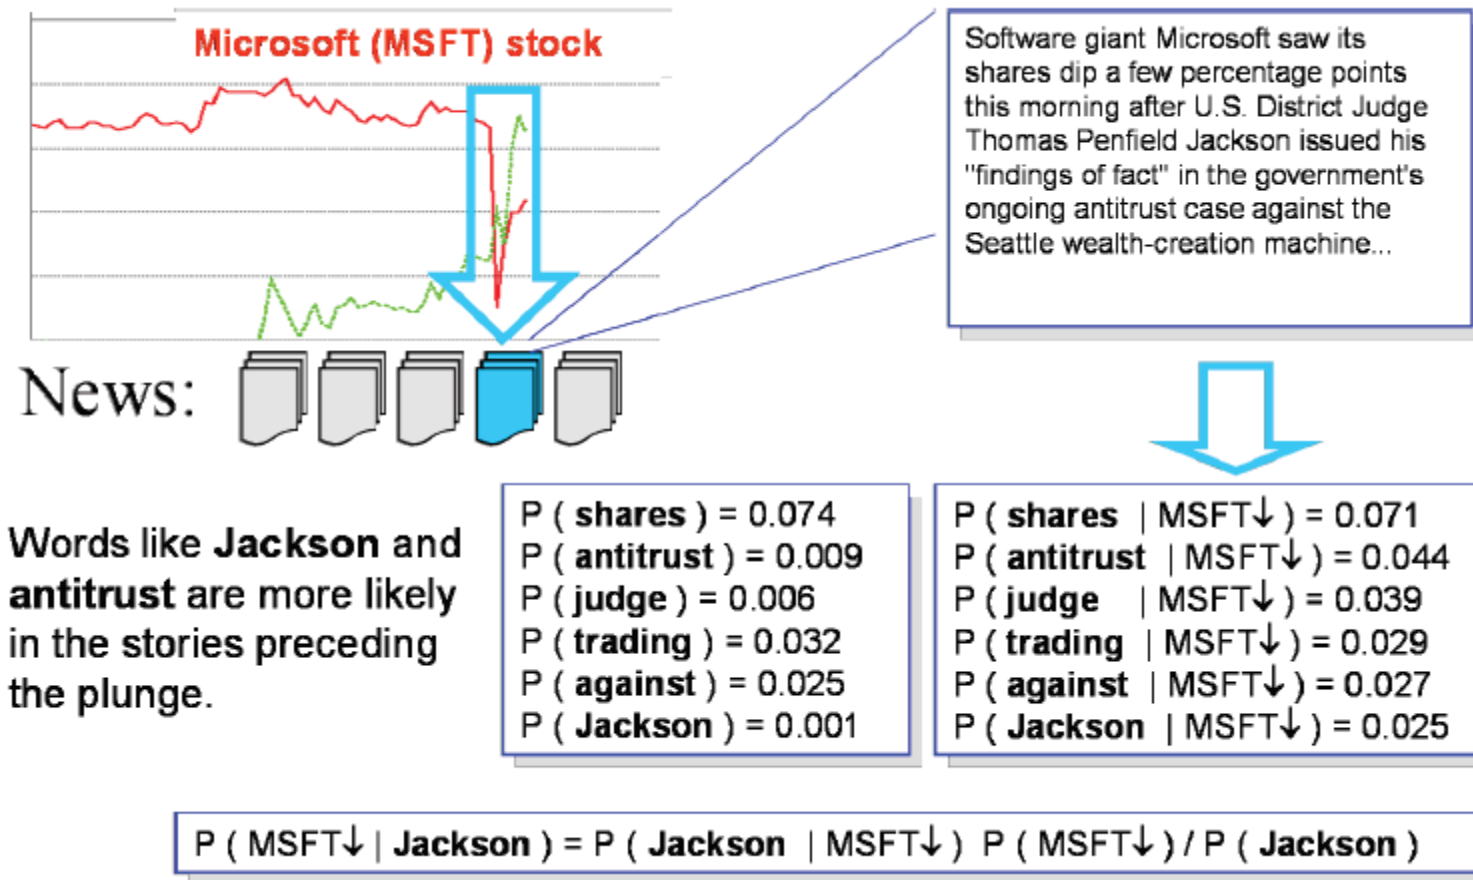 Microsoft (MSFT) stock
Software giant Microsoft saw its
shares dip a few percentage points
this morning after U.S. District Judge
Thomas Penfield Jackson issued his
"findings of fact" in the government's
ongoing antitrust case against the
Seattle wealth-creation machine...
News:
Words like Jackson and
antitrust are more likely
in the stories preceding
the plunge.
P ( shares ) = 0.074
P ( antitrust ) = 0.009
P ( judge ) = 0.006
P ( trading ) = 0.032
P ( against ) = 0.025
P ( Jackson ) = 0.001
P ( shares | MSFT↓ ) = 0.071
P ( antitrust | MSFT↓ ) = 0.044
P ( judge | MSFT↓ ) = 0.039
P ( trading | MSFT↓ ) = 0.029
P ( against | MSFT↓ ) = 0.027
P ( Jackson | MSFT↓ ) = 0.025
P ( MSFT↓ | Jackson ) = P ( Jackson | MSFT↓ ) P ( MSFT↓ ) / P ( Jackson )